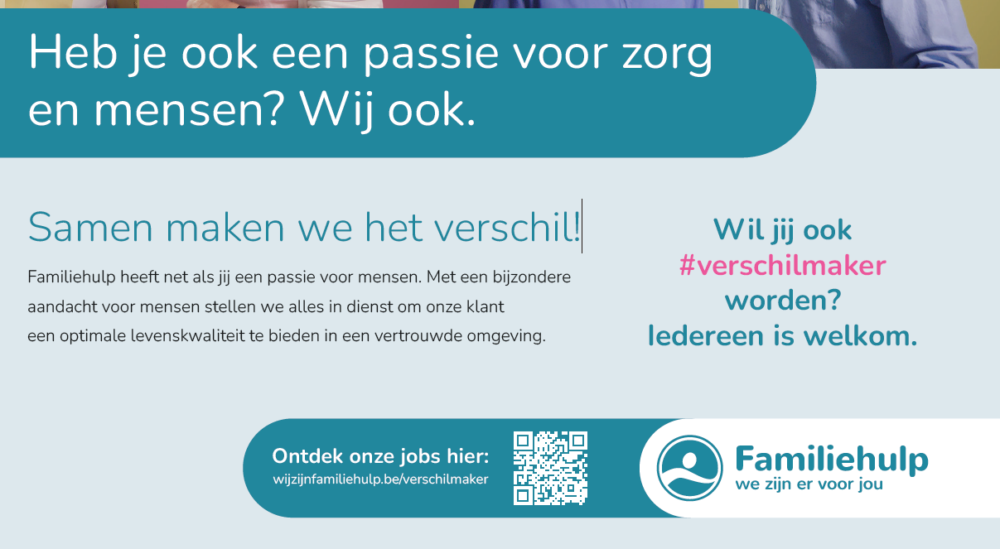 Heb je ook een passie voor zorg
en mensen? Wij ook.
Samen maken we het verschil!
Familiehulp heeft net als jij een passie voor mensen. Met een bijzondere
aandacht voor mensen stellen we alles in dienst om onze klant
een optimale levenskwaliteit te bieden in een vertrouwde omgeving.
Wil jij ook
#verschilmaker
worden?
Iedereen is welkom.
Ontdek onze jobs hier:
wijzijnfamiliehulp.be/verschilmaker
Familiehulp
we zijn er voor jou